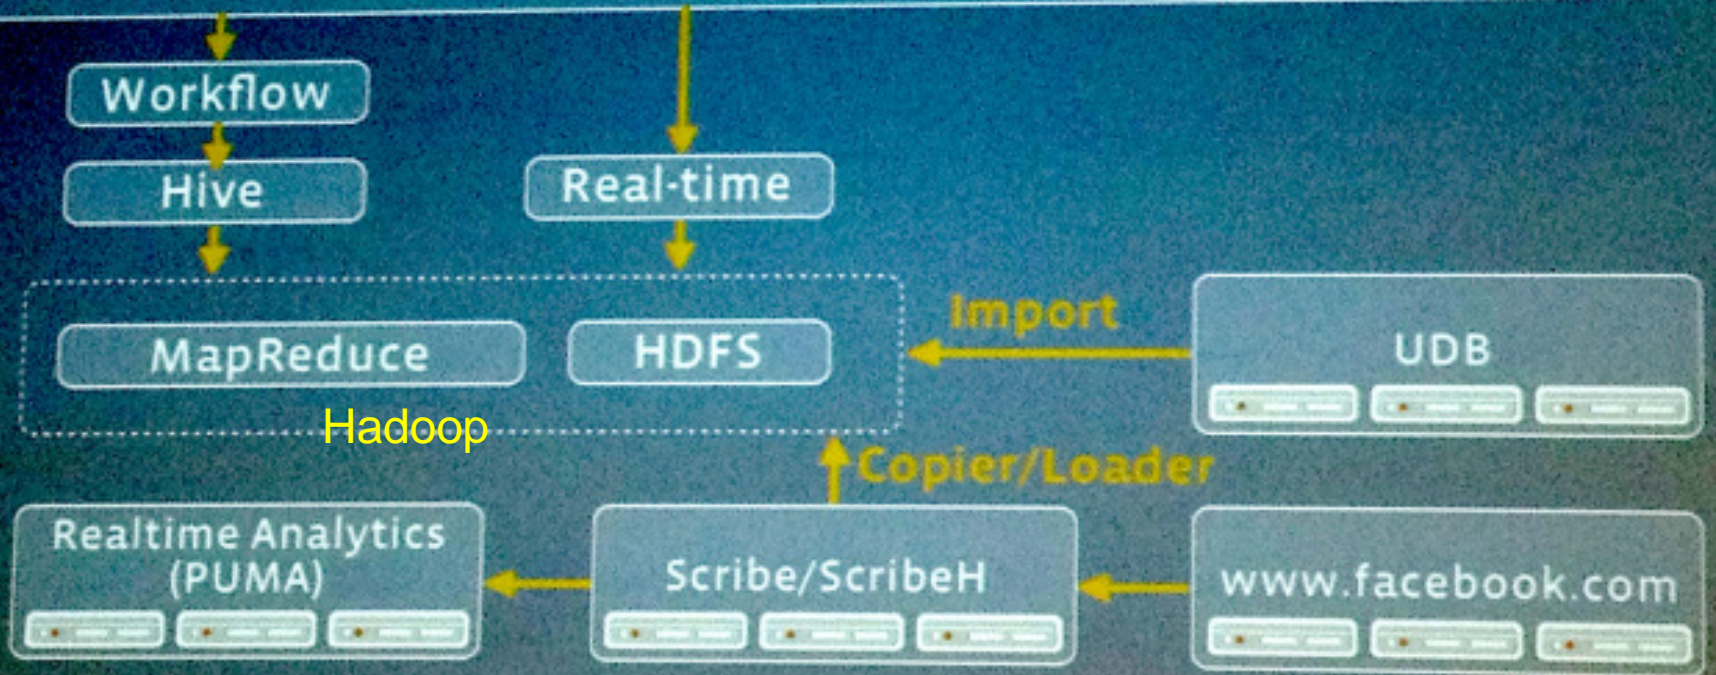 Workflow
Hive
Real-time
Import
UDB
MapReduce
HDFS
Hadoop
Copier/Loader
Realtime Analytics
(PUMA)
Scribe/ScribeH
www.facebook.com